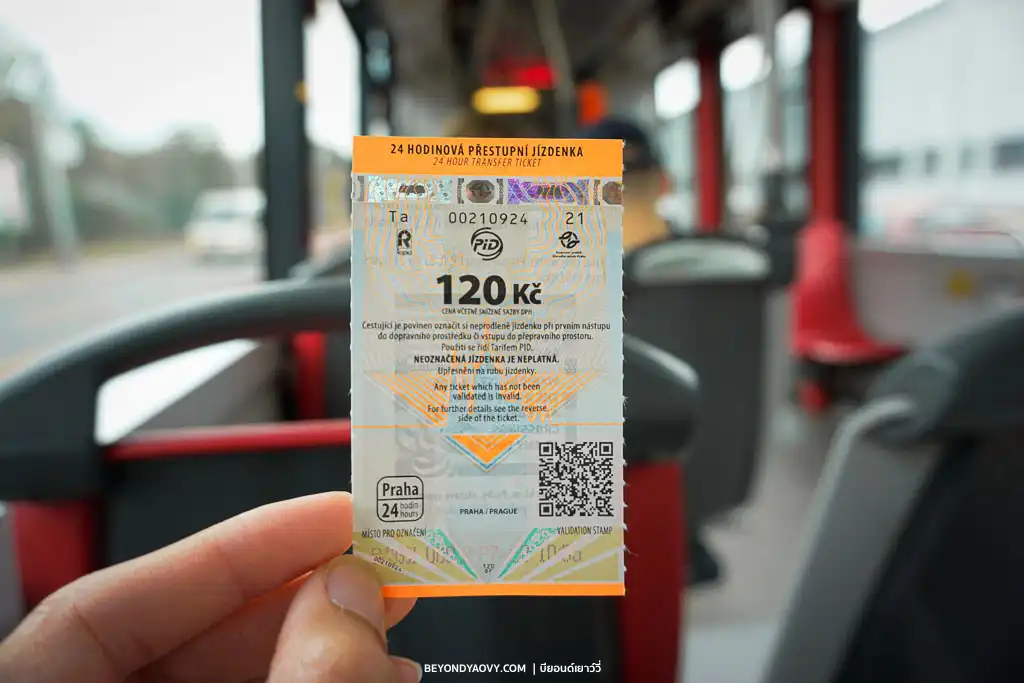 24 HODINOVÁ PŘESTUPNÍ JÍZDENKA
24 HOUR TRANSFER TICKET
Ta 00210924 21
PiD
120 Kč
CENA VČETNĚ SNÍŽENÉ SAZBY DPH
Cestující je povinen označit si neprodleně jízdenku při prvním nástupu
do dopravního prostředku či vstupu do přepravního prostoru.
Použití se řídí Tarifem PID.
NEOZNAČENÁ JÍZDENKA JE NEPLATNÁ.
Upřesnění na rubu jízdenky.
Any ticket which has not been
validated is invalid.
For further details see the reverse
side of the ticket.
Praha
24 hodin
hours
PRAHA / PRAGUE
MÍSTO PRO OZNAČENÍ
VALIDATION STAMP
00210924
120
BEYONDYAOVY.COM | บียอนด์เยาว์วี่